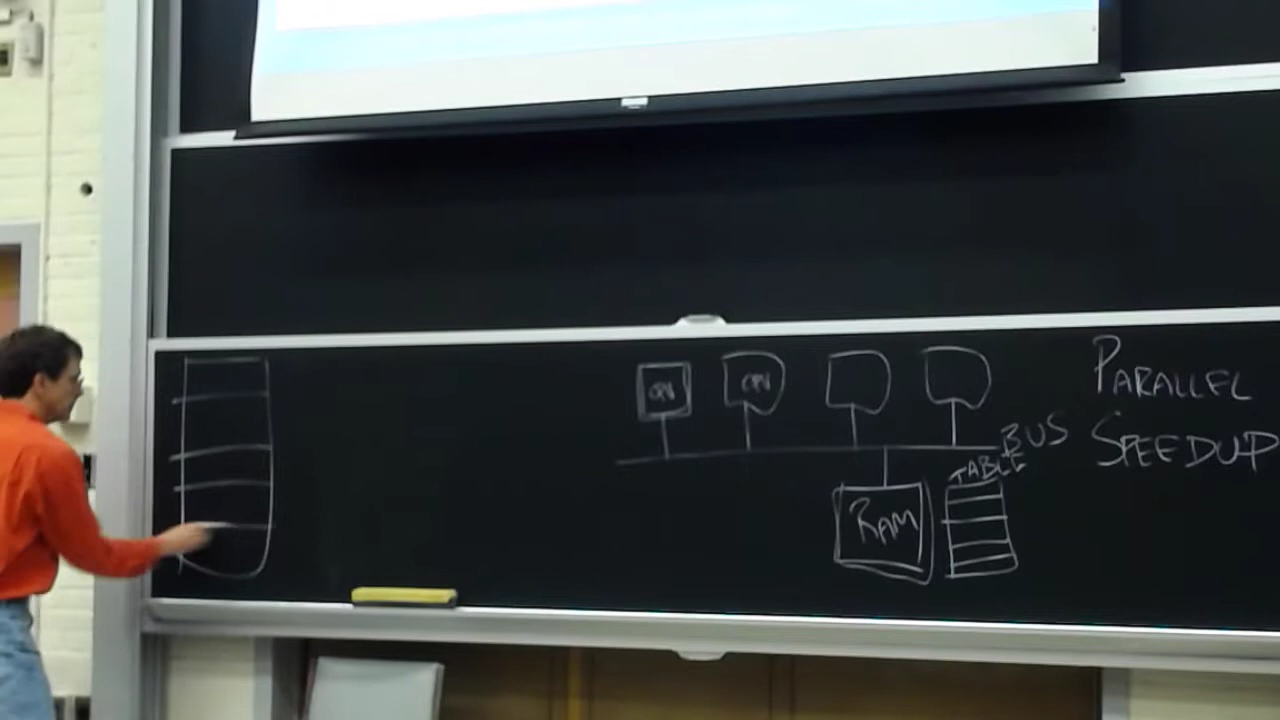 CPU CPU
PARALLEL
SPEEDUP
BUS
TABLE
RAM